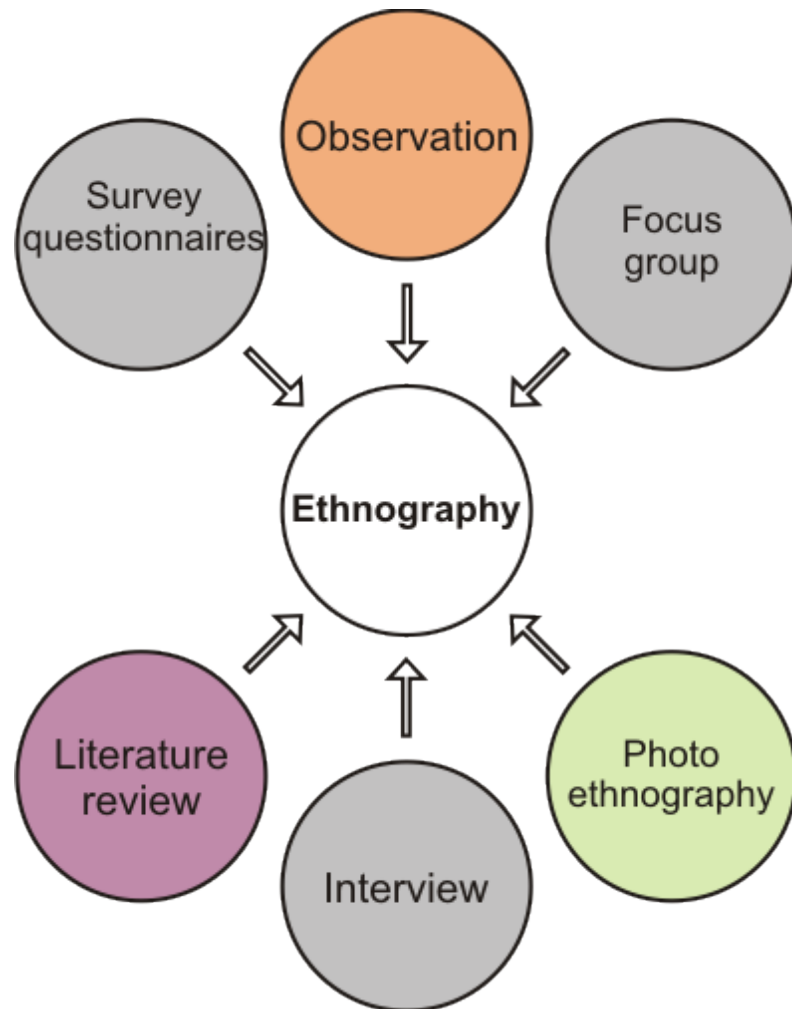 Observation
Survey
questionnaires
Focus
group
Ethnography
Literature
review
Photo
ethnography
Interview